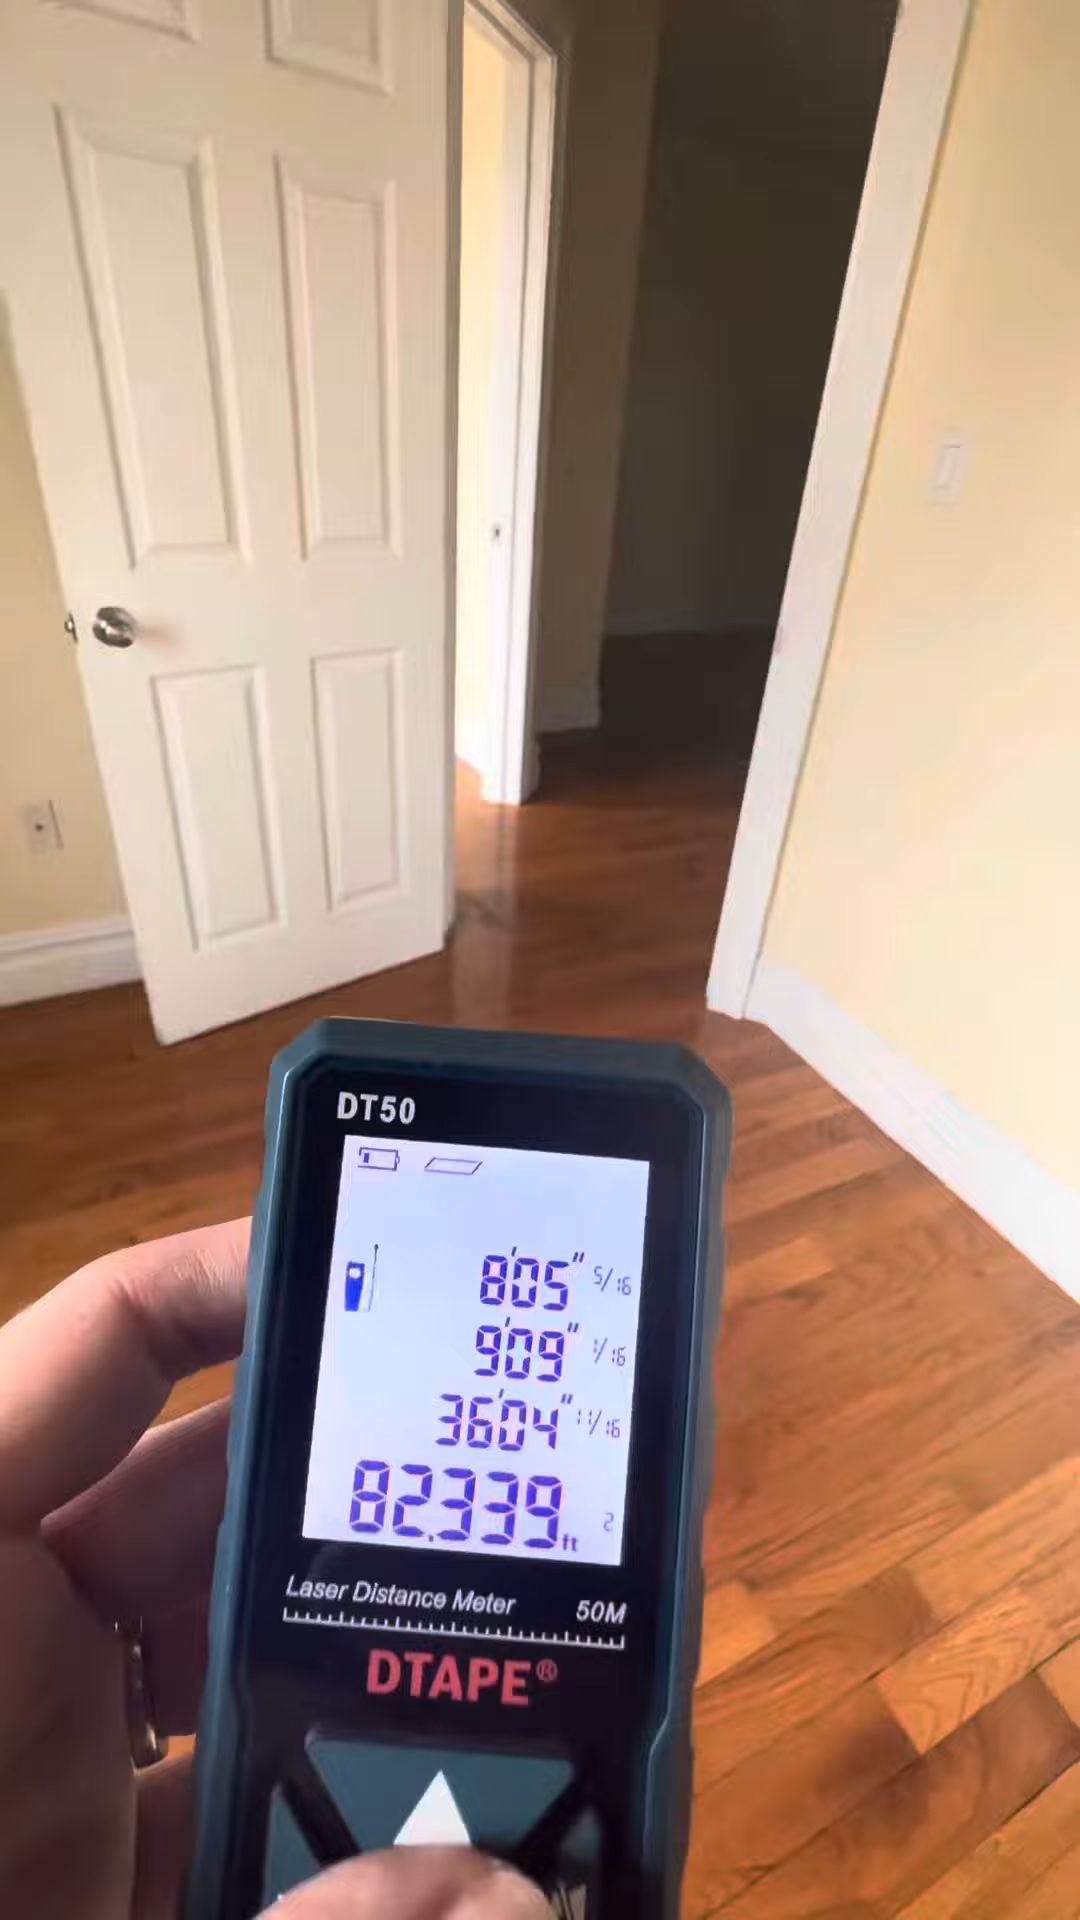 DT50
8'05" 5/16
9'09" 1/16
36'04" 11/16
82.339 ft 2
Laser Distance Meter 50M
DTAPE®